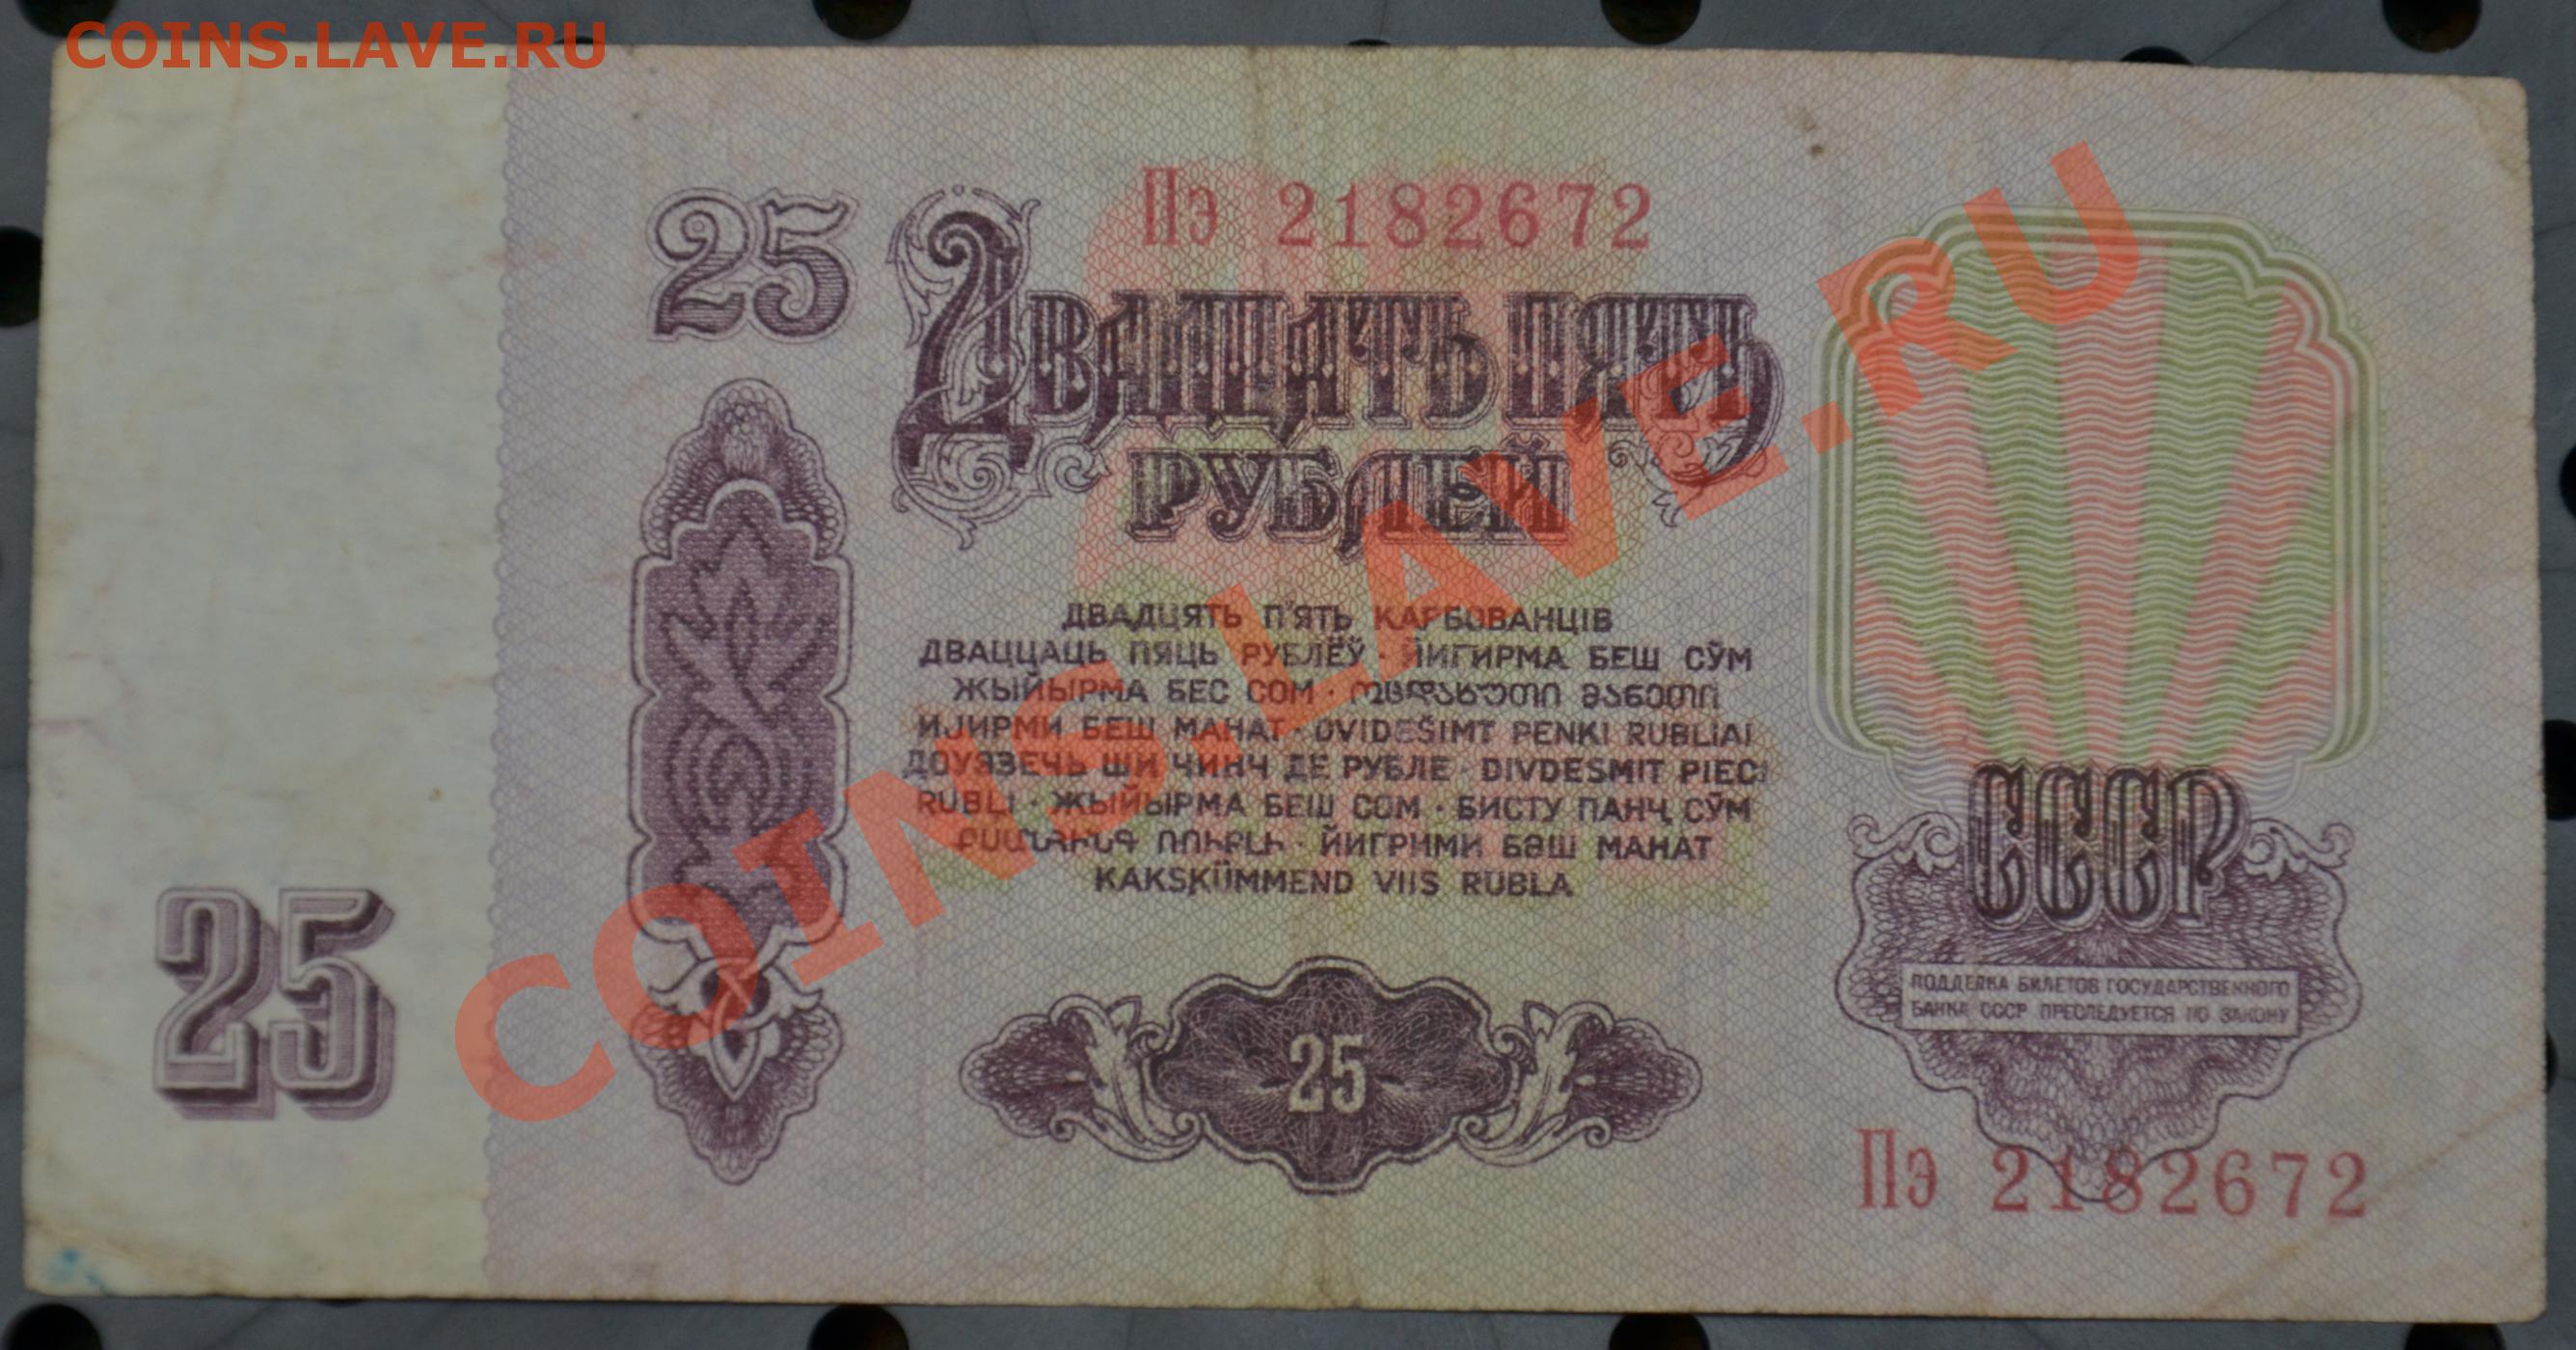 COINS.LAVE.RU
Пэ 2182672
25
ДВАДЦАТЬ ПЯТЬ
РУБЛЕЙ
ДВАДЦЯТЬ П'ЯТЬ КАРБОВАНЦІВ
ДВАЦЦАЦЬ ПЯЦЬ РУБЛЁЎ · ЙИГИРМА БЕШ СЎМ
ЖЫЙЫРМА БЕС СОМ · ოცდახუთი მანეთი
ИЈИРМИ БЕШ МАНАТ · DVIDEŠIMT PENKI RUBLIAI
ДОУЭЗЕЧЬ ШИ ЧИНЧ ДЕ РУБЛЕ · DIVDESMIT PIECI
RUBĻI · ЖЫЙЫРМА БЕШ СОМ · БИСТУ ПАНҶ СЎМ
ՔՍԱՆՀԻՆԳ ՌՈՒԲԼԻ · ЙИГРИМИ БӘШ МАНАТ
KAKSKÜMMEND VIIS RUBLA
25
25
СССР
ПОДДЕЛКА БИЛЕТОВ ГОСУДАРСТВЕННОГО
БАНКА СССР ПРЕСЛЕДУЕТСЯ ПО ЗАКОНУ
Пэ 2182672
COINS.LAVE.RU